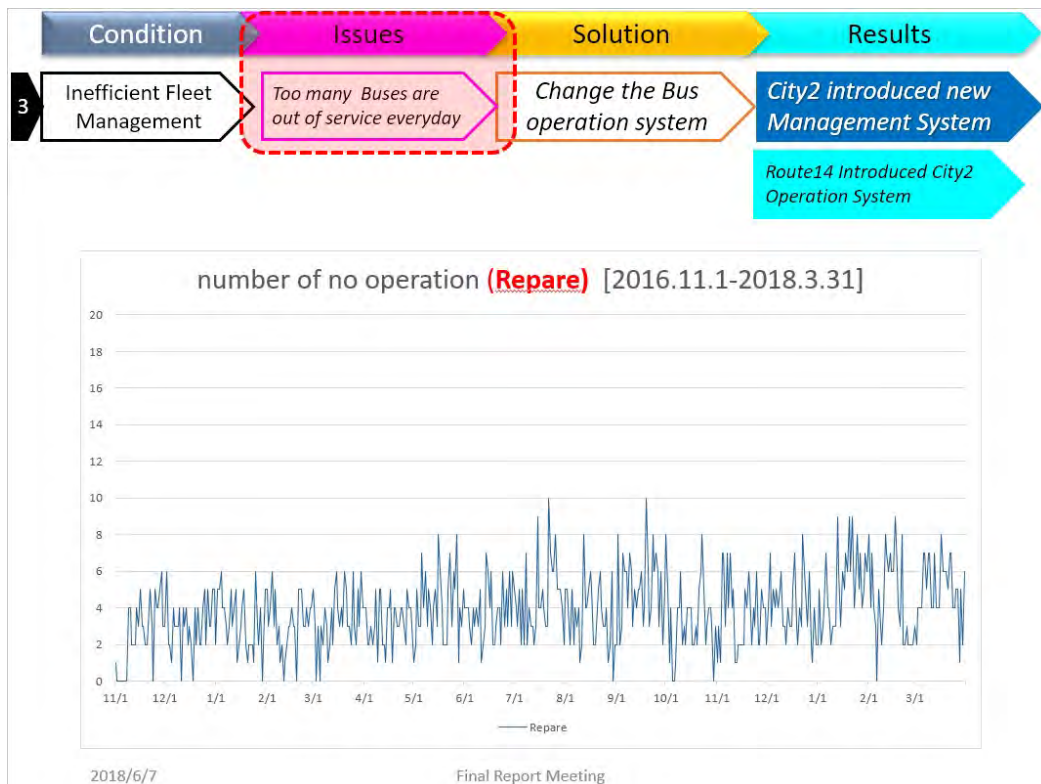 Condition
Issues
Solution
Results
3
Inefficient Fleet
Management
Too many Buses are
out of service everyday
Change the Bus
operation system
City2 introduced new
Management System
Route14 Introduced City2
Operation System
number of no operation (Repare) [2016.11.1-2018.3.31]
20
18
16
14
12
10
8
6
4
2
0
11/1 12/1 1/1 2/1 3/1 4/1 5/1 6/1 7/1 8/1 9/1 10/1 11/1 12/1 1/1 2/1 3/1
Repare
2018/6/7
Final Report Meeting